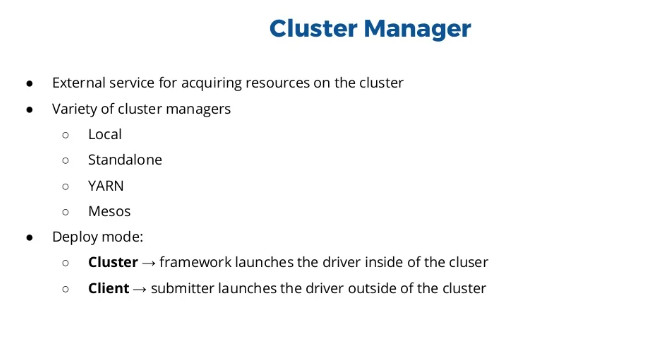 Cluster Manager
● External service for acquiring resources on the cluster
● Variety of cluster managers
○ Local
○ Standalone
○ YARN
○ Mesos
● Deploy mode:
○ Cluster → framework launches the driver inside of the cluser
○ Client → submitter launches the driver outside of the cluster